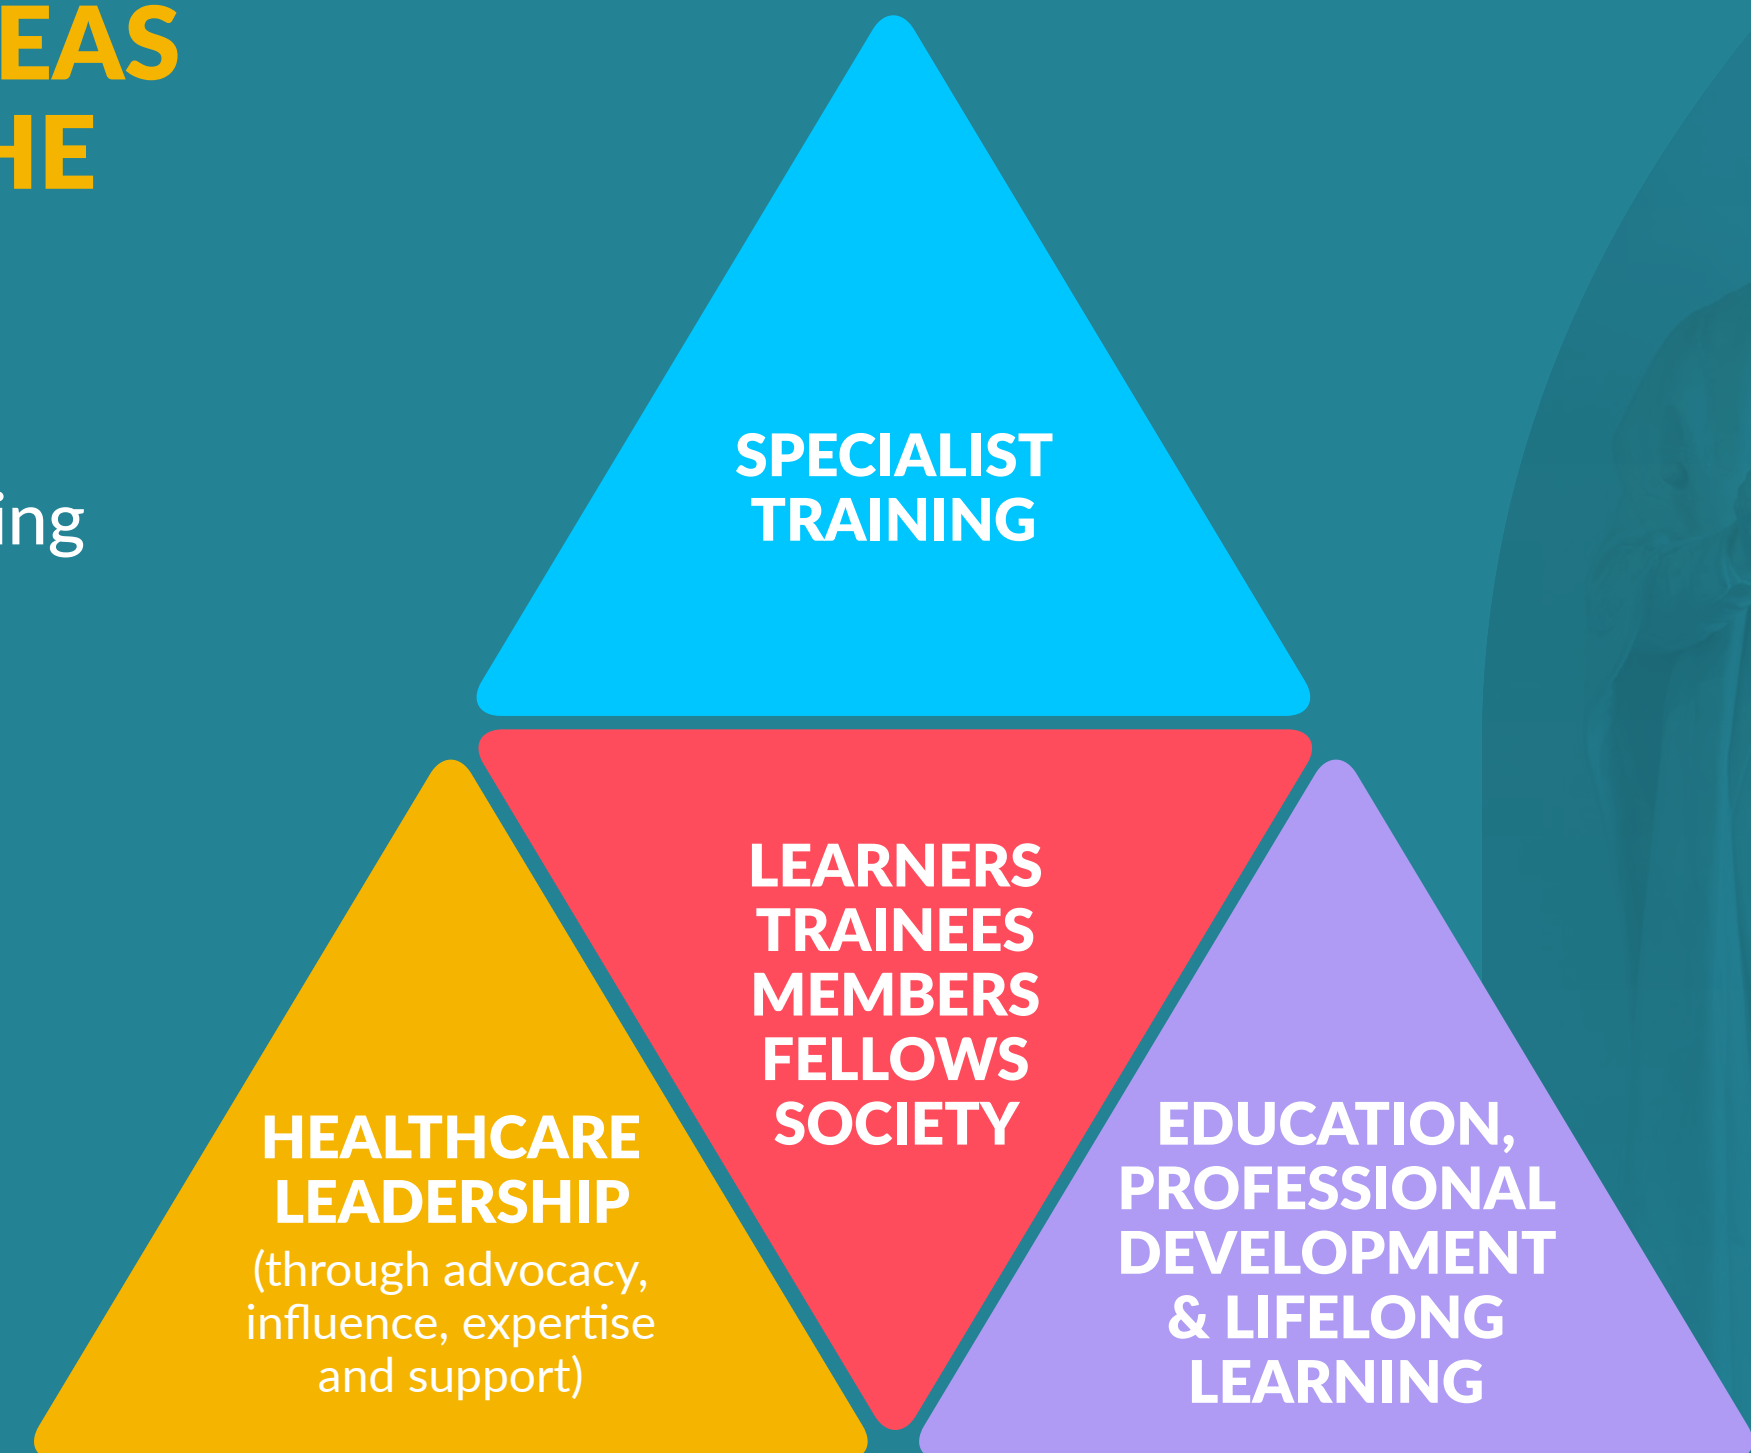 EAS
HE
ing
SPECIALIST
TRAINING
LEARNERS
TRAINEES
MEMBERS
FELLOWS
SOCIETY
HEALTHCARE
LEADERSHIP
(through advocacy,
influence, expertise
and support)
EDUCATION,
PROFESSIONAL
DEVELOPMENT
& LIFELONG
LEARNING